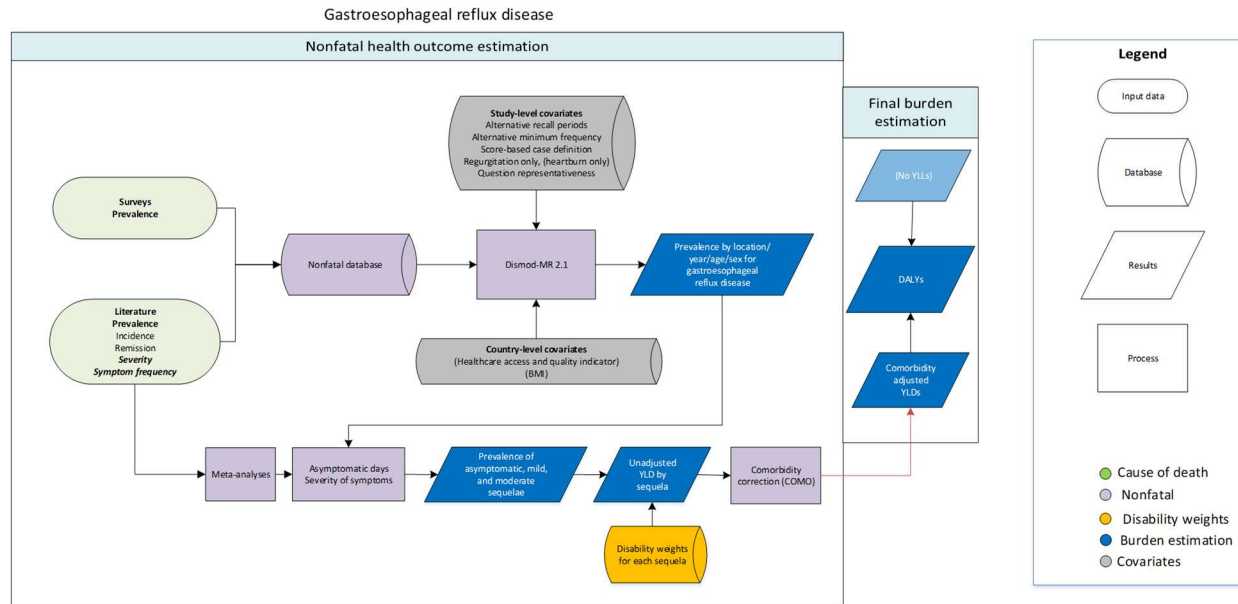 Gastroesophageal reflux disease
Nonfatal health outcome estimation
Study-level covariates
Alternative recall periods
Alternative minimum frequency
Score-based case definition
Regurgitation only, (heartburn only)
Question representativeness
Surveys
Prevalence
Nonfatal database
Dismod-MR 2.1
Prevalence by location/
year/age/sex for
gastroesophageal
reflux disease
Literature
Prevalence
Incidence
Remission
Severity
Symptom frequency
Country-level covariates
(Healthcare access and quality indicator)
(BMI)
Meta-analyses
Asymptomatic days
Severity of symptoms
Prevalence of
asymptomatic, mild,
and moderate
sequelae
Unadjusted
YLD by
sequela
Comorbidity
correction (COMO)
Disability weights
for each sequela
Final burden
estimation
(No YLLs)
DALYs
Comorbidity
adjusted
YLDs
Legend
Input data
Database
Results
Process
Cause of death
Nonfatal
Disability weights
Burden estimation
Covariates